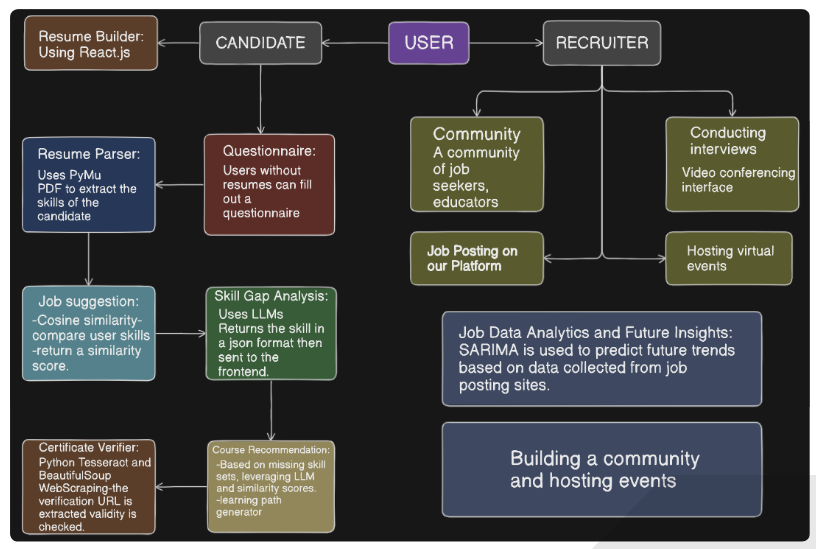 Resume Builder:
Using React.js
CANDIDATE
USER
RECRUITER
Resume Parser:
Uses PyMu
PDF to extract the
skills of the
candidate
Questionnaire:
Users without
resumes can fill
out a
questionnaire
Community
A community
of job
seekers,
educators
Conducting
interviews
Video conferencing
interface
Job Posting on
our Platform
Hosting virtual
events
Job suggestion:
-Cosine similarity-
compare user skills
-return a similarity
score.
Skill Gap Analysis:
Uses LLMs
Returns the skill in
a json format then
sent to the
frontend.
Job Data Analytics and Future Insights:
SARIMA is used to predict future trends
based on data collected from job
posting sites.
Certificate Verifier:
Python Tesseract and
BeautifulSoup
WebScraping-the
verification URL is
extracted validity is
checked.
Course Recommendation:
-Based on missing skill
sets, leveraging LLM
and similarity scores.
-learning path
generator
Building a community
and hosting events